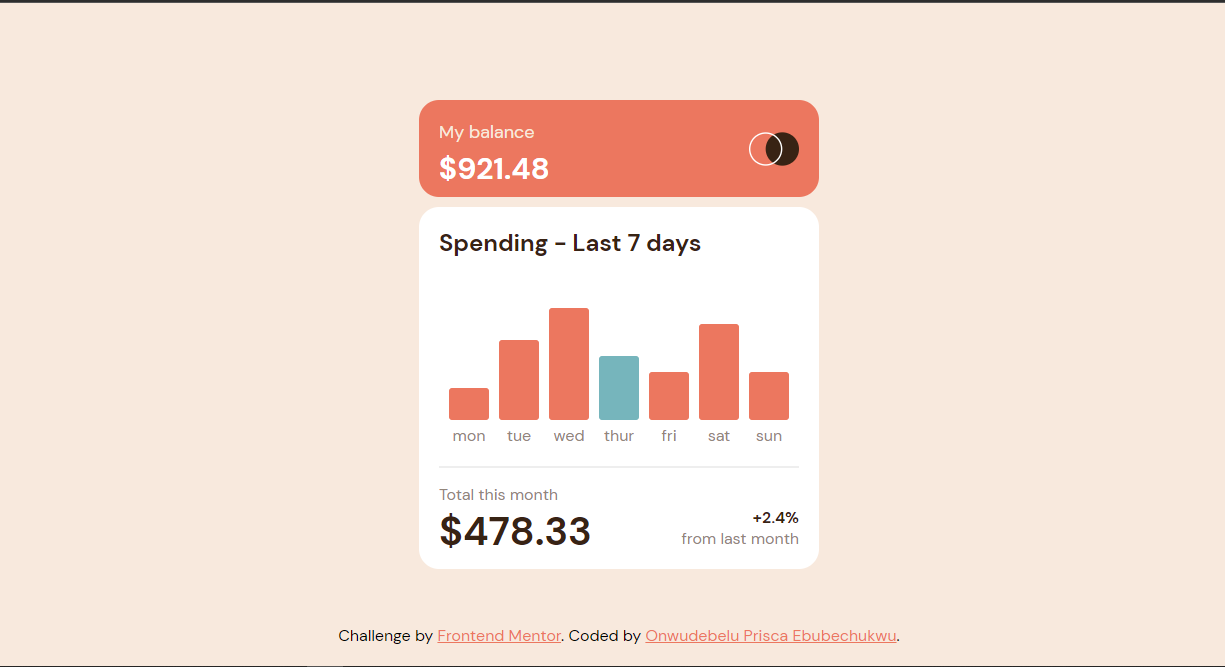 My balance
$921.48
Spending - Last 7 days
mon tue wed thur fri sat sun
Total this month
$478.33
+2.4%
from last month
Challenge by Frontend Mentor. Coded by Onwudebelu Prisca Ebubechukwu.